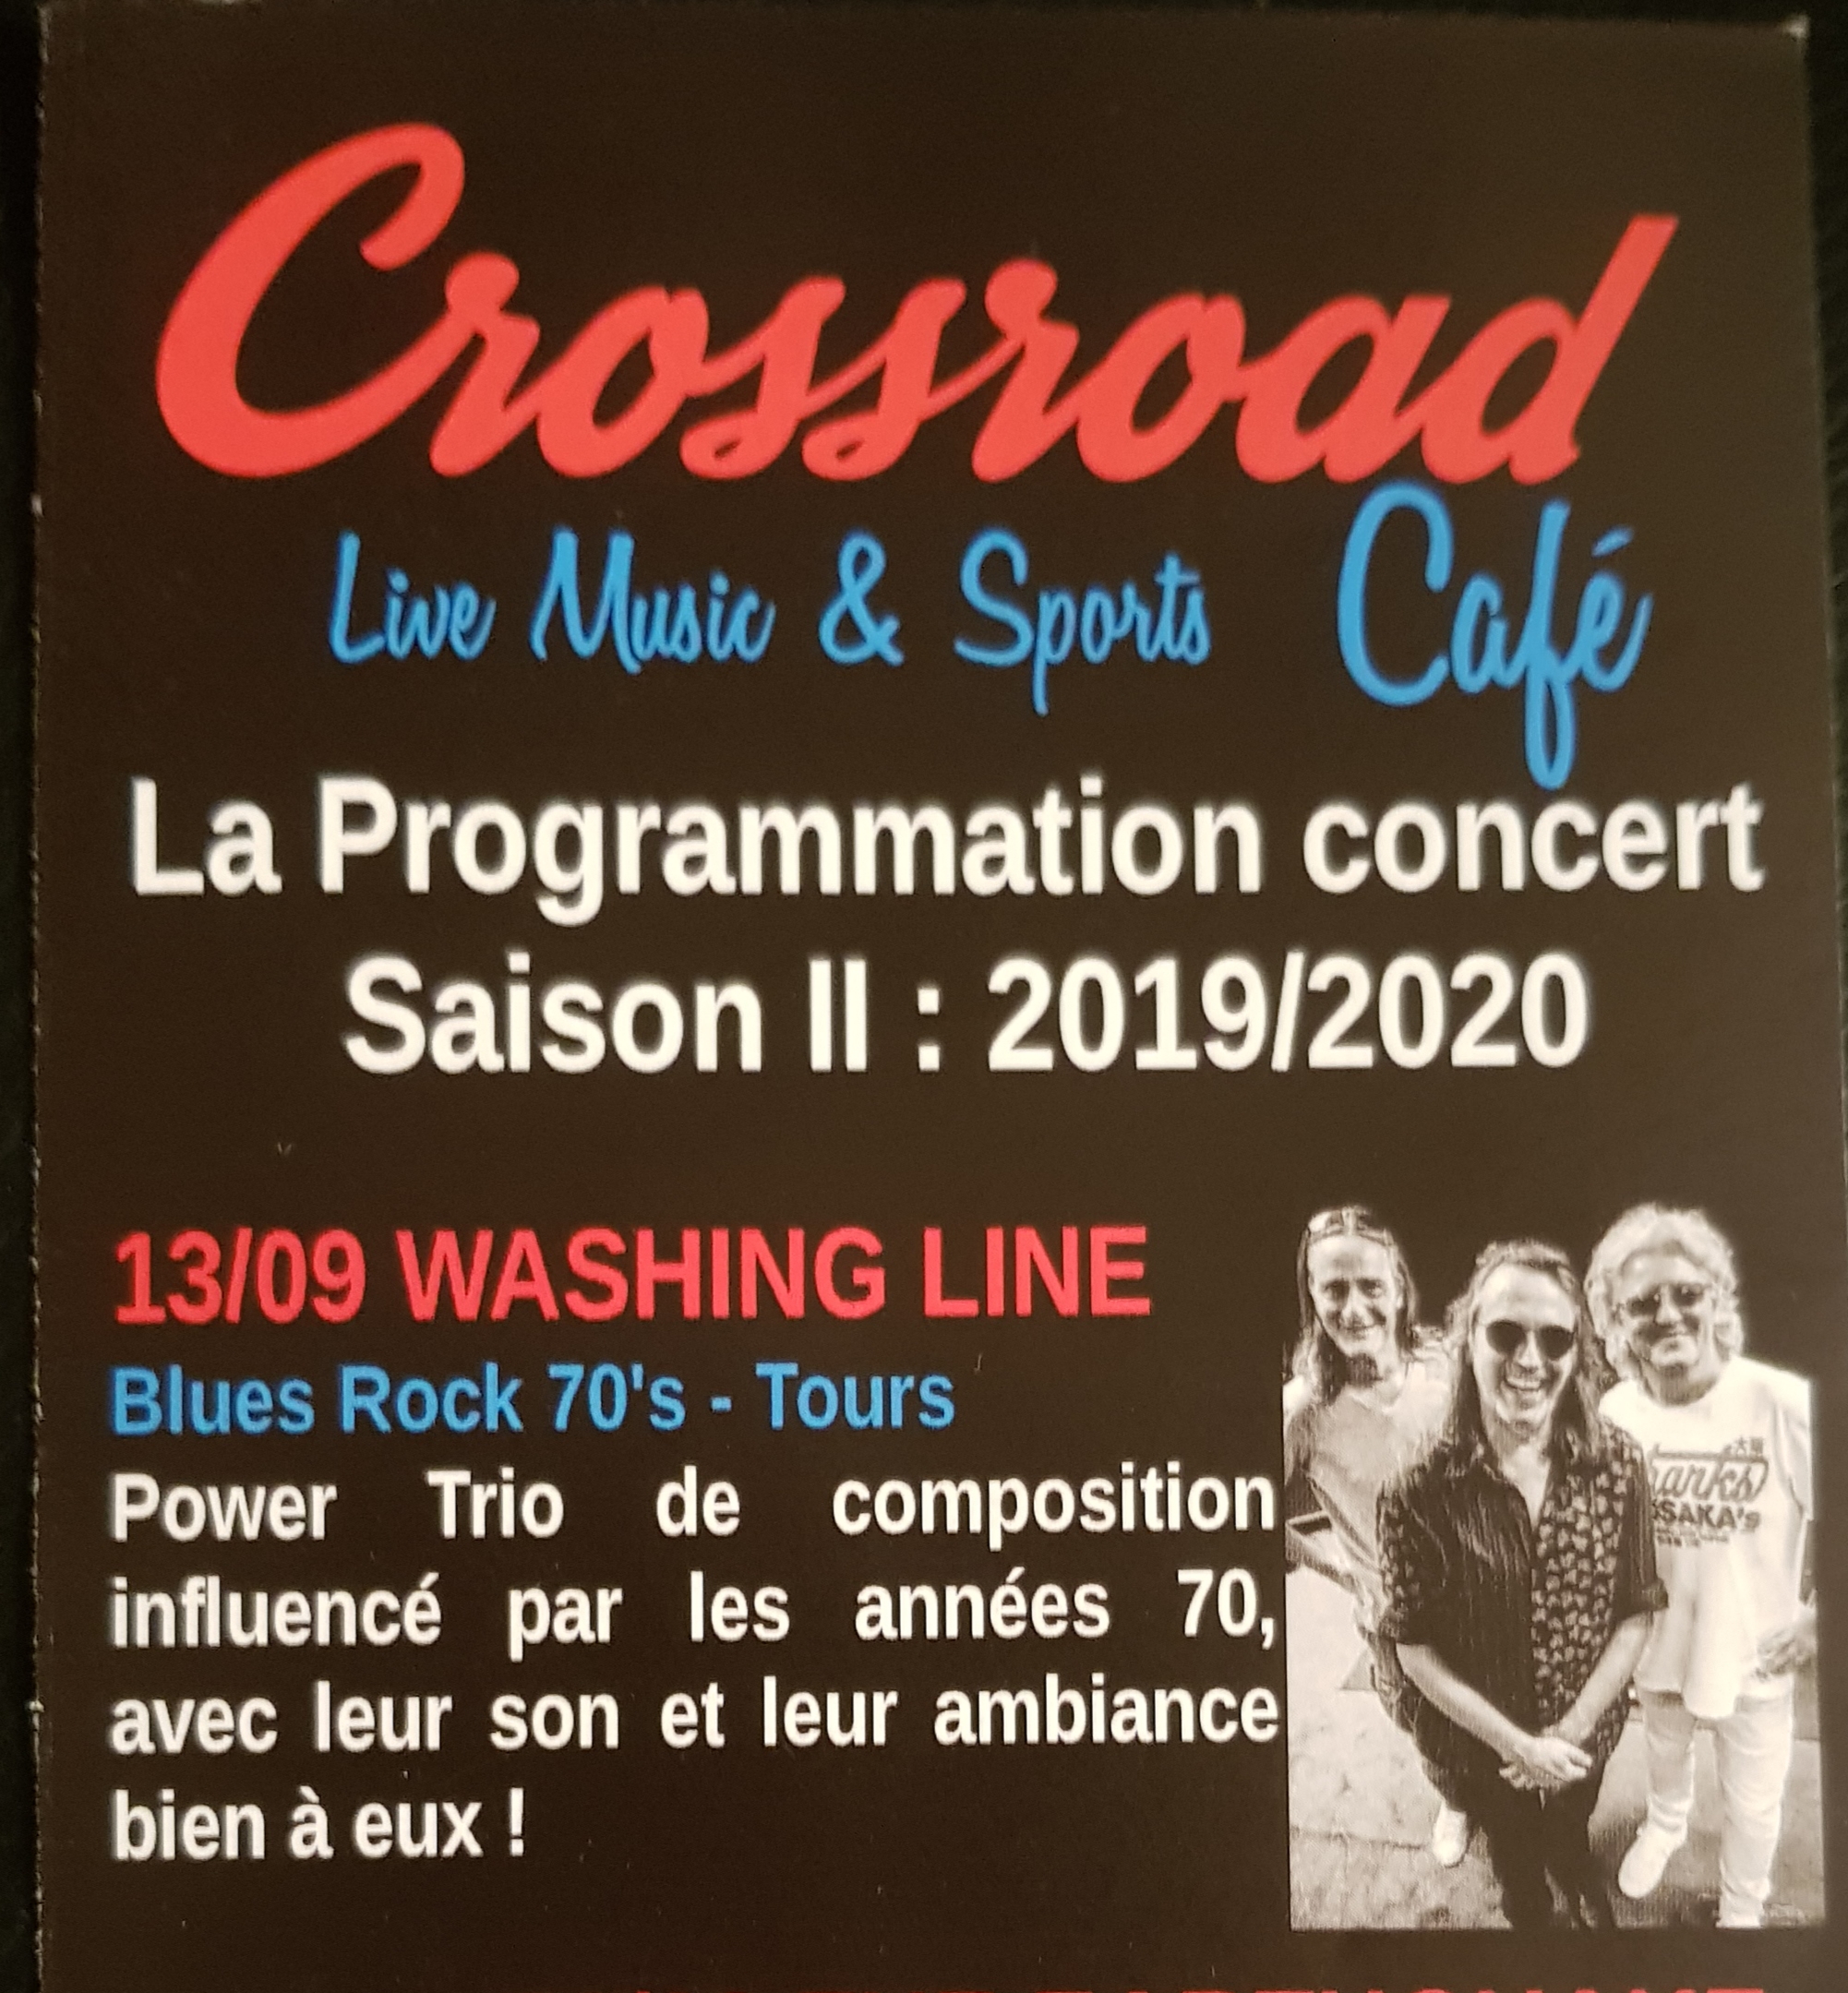 Crossroad
Live Music & Sports Café
La Programmation concert
Saison II : 2019/2020
13/09 WASHING LINE
Blues Rock 70's - Tours
Power Trio de composition
influencé par les années 70,
avec leur son et leur ambiance
bien à eux !